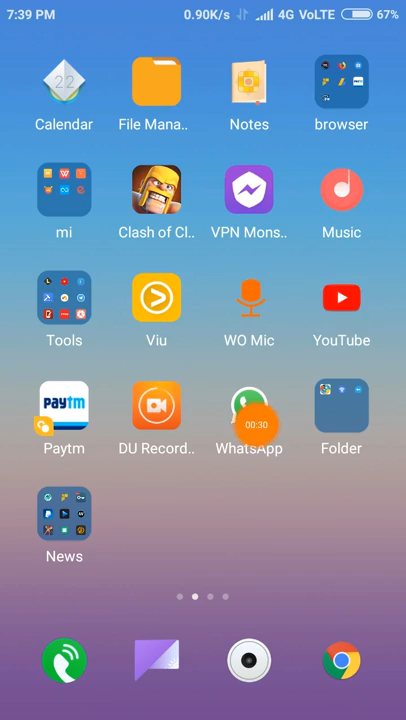 7:39 PM 0.90K/s 4G VoLTE 67%
22
Calendar File Mana.. Notes browser
mi Clash of Cl.. VPN Mons.. Music
Tools Viu WO Mic YouTube
Paytm
00:30
Paytm DU Record.. WhatsApp Folder
News